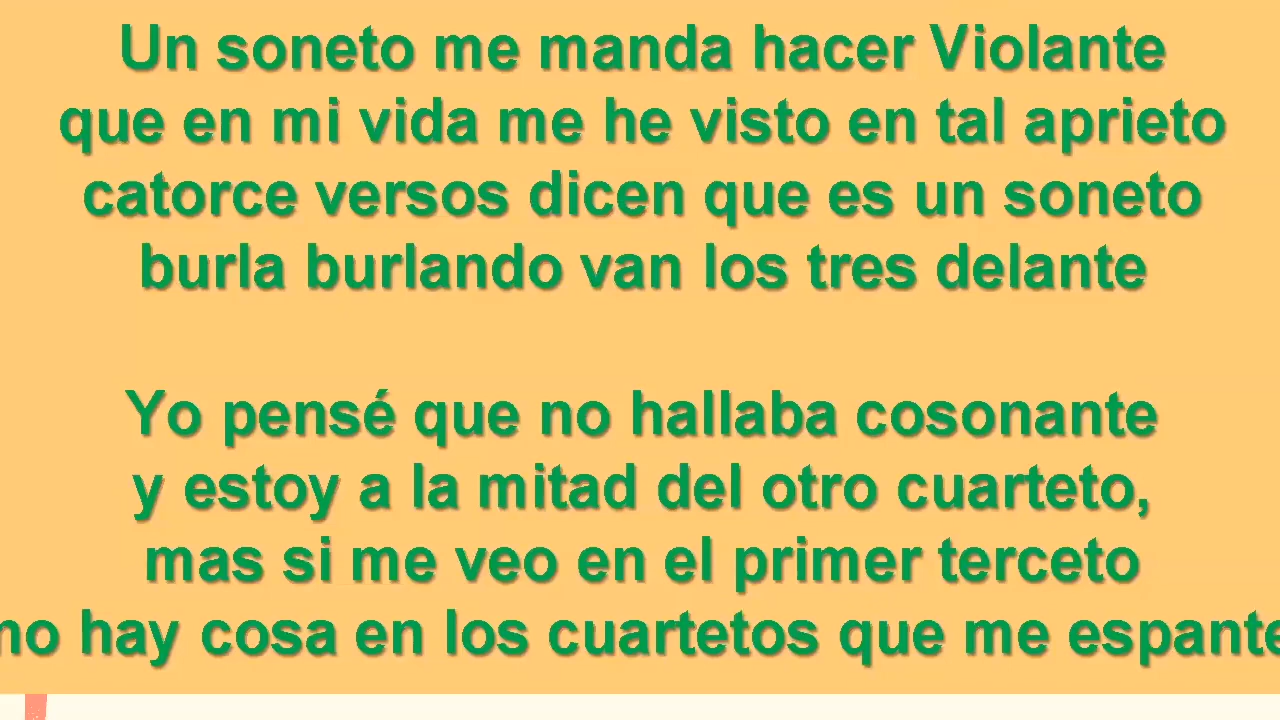 Un soneto me manda hacer Violante
que en mi vida me he visto en tal aprieto
catorce versos dicen que es un soneto
burla burlando van los tres delante
Yo pensé que no hallaba cosonante
y estoy a la mitad del otro cuarteto,
mas si me veo en el primer terceto
no hay cosa en los cuartetos que me espante